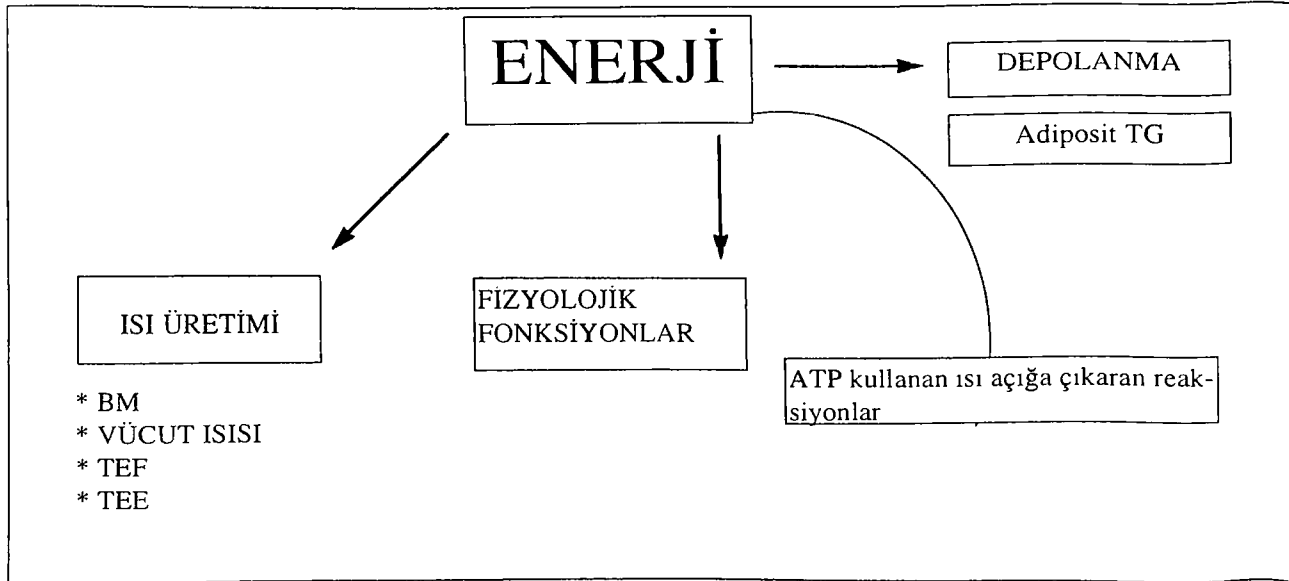 ENERJİ
DEPOLANMA
Adiposit TG
ISI ÜRETİMİ
FİZYOLOJİK
FONKSİYONLAR
ATP kullanan ısı açığa çıkaran reak-
siyonlar
* BM
* VÜCUT ISISI
* TEF
* TEE